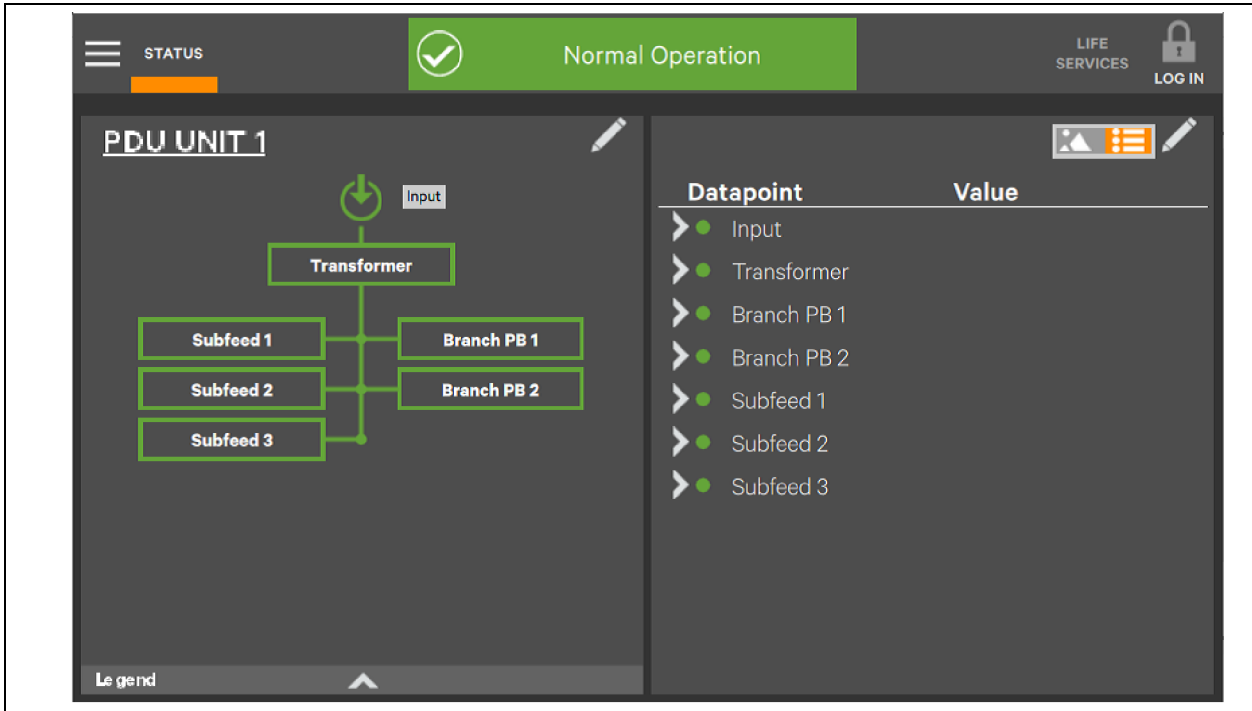 STATUS
Normal Operation
LIFE
SERVICES
LOG IN
PDU UNIT 1
Input
Transformer
Subfeed 1
Branch PB 1
Subfeed 2
Branch PB 2
Subfeed 3
Legend
Datapoint Value
Input
Transformer
Branch PB 1
Branch PB 2
Subfeed 1
Subfeed 2
Subfeed 3